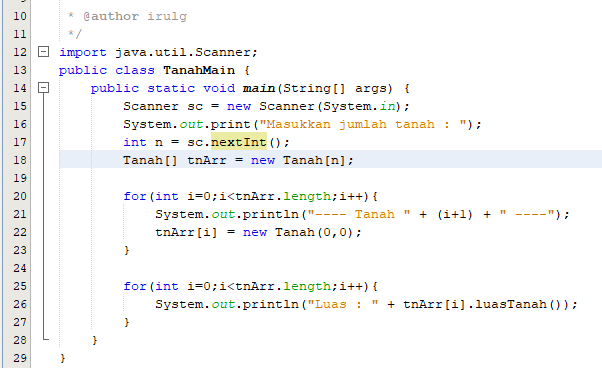 10 * @author irulg
11 */
12 import java.util.Scanner;
13 public class TanahMain {
14 public static void main(String[] args) {
15 Scanner sc = new Scanner(System.in);
16 System.out.print("Masukkan jumlah tanah : ");
17 int n = sc.nextInt();
18 Tanah[] tnArr = new Tanah[n];
19
20 for(int i=0;i<tnArr.length;i++){
21 System.out.println("---- Tanah " + (i+1) + " ----");
22 tnArr[i] = new Tanah(0,0);
23 }
24
25 for(int i=0;i<tnArr.length;i++){
26 System.out.println("Luas : " + tnArr[i].luasTanah());
27 }
28 }
29 }